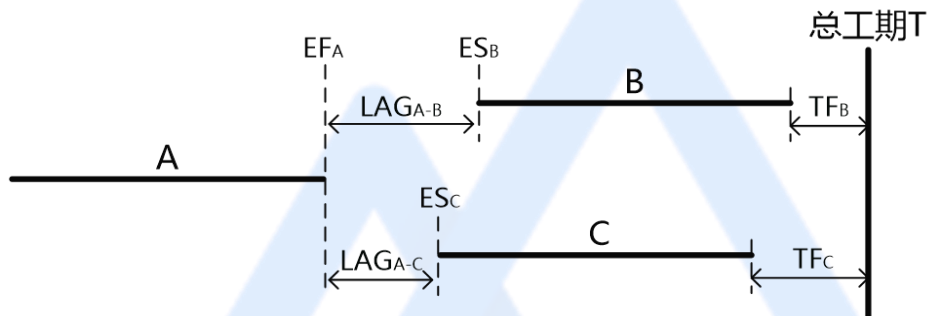 总工期T
EFA
ESB
B
LAGA-B
TFB
A
ESC
C
LAGA-C
TFC